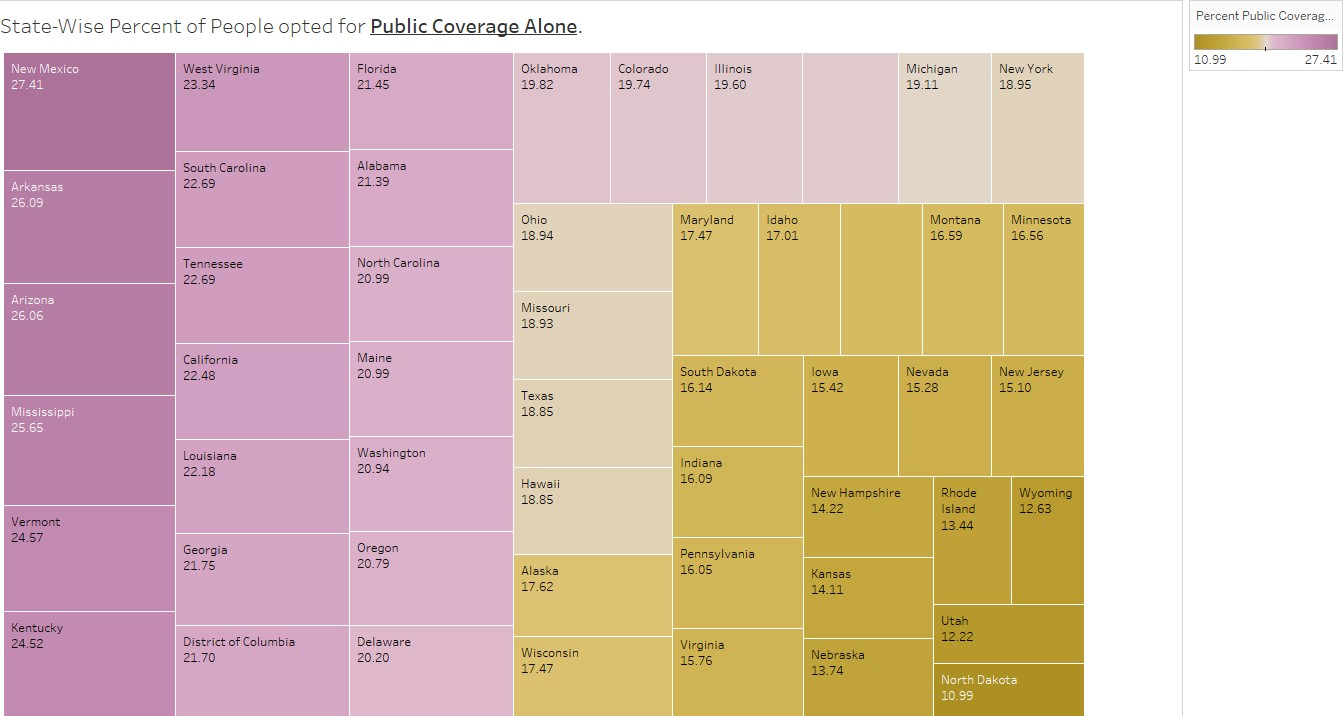 State-Wise Percent of People opted for Public Coverage Alone.
Percent Public Coverag...
10.99 27.41
New Mexico
27.41
Arkansas
26.09
Arizona
26.06
Mississippi
25.65
Vermont
24.57
Kentucky
24.52
West Virginia
23.34
South Carolina
22.69
Tennessee
22.69
California
22.48
Louisiana
22.18
Georgia
21.75
District of Columbia
21.70
Florida
21.45
Alabama
21.39
North Carolina
20.99
Maine
20.99
Washington
20.94
Oregon
20.79
Delaware
20.20
Oklahoma
19.82
Colorado
19.74
Illinois
19.60
Michigan
19.11
New York
18.95
Ohio
18.94
Missouri
18.93
Texas
18.85
Hawaii
18.85
Alaska
17.62
Wisconsin
17.47
Maryland
17.47
Idaho
17.01
Montana
16.59
Minnesota
16.56
South Dakota
16.14
Indiana
16.09
Pennsylvania
16.05
Virginia
15.76
Iowa
15.42
Nevada
15.28
New Jersey
15.10
New Hampshire
14.22
Kansas
14.11
Nebraska
13.74
Rhode
Island
13.44
Wyoming
12.63
Utah
12.22
North Dakota
10.99